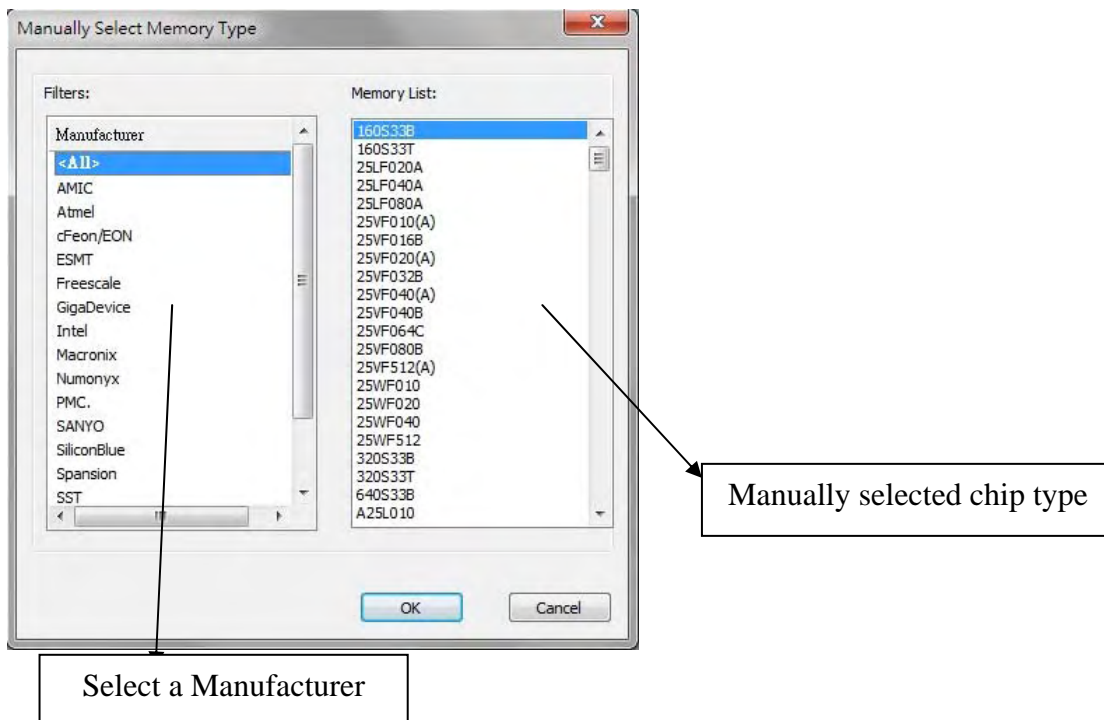 Manually Select Memory Type
Filters:
Manufacturer
<All>
AMIC
Atmel
cFeon/EON
ESMT
Freescale
GigaDevice
Intel
Macronix
Numonyx
PMC.
SANYO
SiliconBlue
Spansion
SST
Memory List:
160S33B
160S33T
25LF020A
25LF040A
25LF080A
25VF010(A)
25VF016B
25VF020(A)
25VF032B
25VF040(A)
25VF040B
25VF064C
25VF080B
25VF512(A)
25WF010
25WF020
25WF040
25WF512
320S33B
320S33T
640S33B
A25L010
OK
Cancel
Manually selected chip type
Select a Manufacturer